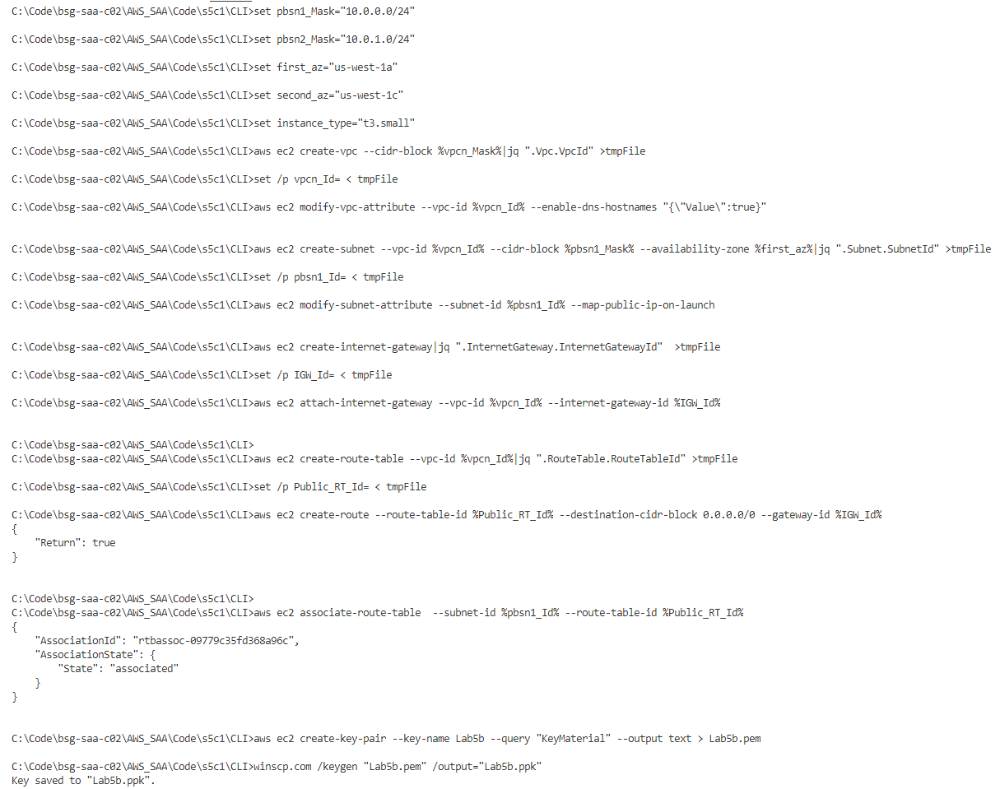 C:\Code\bsg-saa-c02\AWS_SAA\Code\s5c1\CLI>set pbsn1_Mask="10.0.0.0/24"
C:\Code\bsg-saa-c02\AWS_SAA\Code\s5c1\CLI>set pbsn2_Mask="10.0.1.0/24"
C:\Code\bsg-saa-c02\AWS_SAA\Code\s5c1\CLI>set first_az="us-west-1a"
C:\Code\bsg-saa-c02\AWS_SAA\Code\s5c1\CLI>set second_az="us-west-1c"
C:\Code\bsg-saa-c02\AWS_SAA\Code\s5c1\CLI>set instance_type="t3.small"
C:\Code\bsg-saa-c02\AWS_SAA\Code\s5c1\CLI>aws ec2 create-vpc --cidr-block %vpcn_Mask%|jq ".Vpc.VpcId" >tmpFile
C:\Code\bsg-saa-c02\AWS_SAA\Code\s5c1\CLI>set /p vpcn_Id= < tmpFile
C:\Code\bsg-saa-c02\AWS_SAA\Code\s5c1\CLI>aws ec2 modify-vpc-attribute --vpc-id %vpcn_Id% --enable-dns-hostnames "{\"Value\":true}"
C:\Code\bsg-saa-c02\AWS_SAA\Code\s5c1\CLI>aws ec2 create-subnet --vpc-id %vpcn_Id% --cidr-block %pbsn1_Mask% --availability-zone %first_az%|jq ".Subnet.SubnetId" >tmpFile
C:\Code\bsg-saa-c02\AWS_SAA\Code\s5c1\CLI>set /p pbsn1_Id= < tmpFile
C:\Code\bsg-saa-c02\AWS_SAA\Code\s5c1\CLI>aws ec2 modify-subnet-attribute --subnet-id %pbsn1_Id% --map-public-ip-on-launch
C:\Code\bsg-saa-c02\AWS_SAA\Code\s5c1\CLI>aws ec2 create-internet-gateway|jq ".InternetGateway.InternetGatewayId"  >tmpFile
C:\Code\bsg-saa-c02\AWS_SAA\Code\s5c1\CLI>set /p IGW_Id= < tmpFile
C:\Code\bsg-saa-c02\AWS_SAA\Code\s5c1\CLI>aws ec2 attach-internet-gateway --vpc-id %vpcn_Id% --internet-gateway-id %IGW_Id%
C:\Code\bsg-saa-c02\AWS_SAA\Code\s5c1\CLI>
C:\Code\bsg-saa-c02\AWS_SAA\Code\s5c1\CLI>aws ec2 create-route-table --vpc-id %vpcn_Id%|jq ".RouteTable.RouteTableId" >tmpFile
C:\Code\bsg-saa-c02\AWS_SAA\Code\s5c1\CLI>set /p Public_RT_Id= < tmpFile
C:\Code\bsg-saa-c02\AWS_SAA\Code\s5c1\CLI>aws ec2 create-route --route-table-id %Public_RT_Id% --destination-cidr-block 0.0.0.0/0 --gateway-id %IGW_Id%
{
    "Return": true
}
C:\Code\bsg-saa-c02\AWS_SAA\Code\s5c1\CLI>
C:\Code\bsg-saa-c02\AWS_SAA\Code\s5c1\CLI>aws ec2 associate-route-table  --subnet-id %pbsn1_Id% --route-table-id %Public_RT_Id%
{
    "AssociationId": "rtbassoc-09779c35fd368a96c",
    "AssociationState": {
        "State": "associated"
    }
}
C:\Code\bsg-saa-c02\AWS_SAA\Code\s5c1\CLI>aws ec2 create-key-pair --key-name Lab5b --query "KeyMaterial" --output text > Lab5b.pem
C:\Code\bsg-saa-c02\AWS_SAA\Code\s5c1\CLI>winscp.com /keygen "Lab5b.pem" /output="Lab5b.ppk"
Key saved to "Lab5b.ppk".